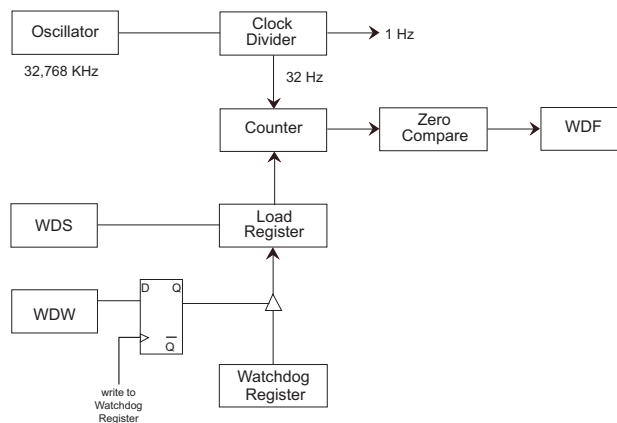 Oscillator
Clock
Divider
1 Hz
32,768 KHz
32 Hz
Counter
Zero
Compare
WDF
WDS
Load
Register
D Q
WDW
Q
write to
Watchdog
Register
Watchdog
Register